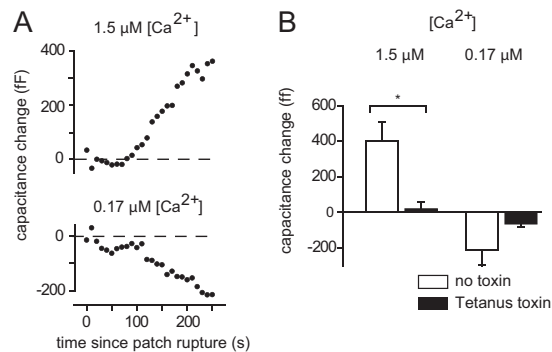 A
1.5 µM [Ca2+]
400
200
0
capacitance change (fF)
0.17 µM [Ca2+]
0
-200
0
100
200
time since patch rupture (s)
B
[Ca2+]
1.5 µM
0.17 µM
600
400
200
0
-200
capacitance change (ff)
*
no toxin
Tetanus toxin